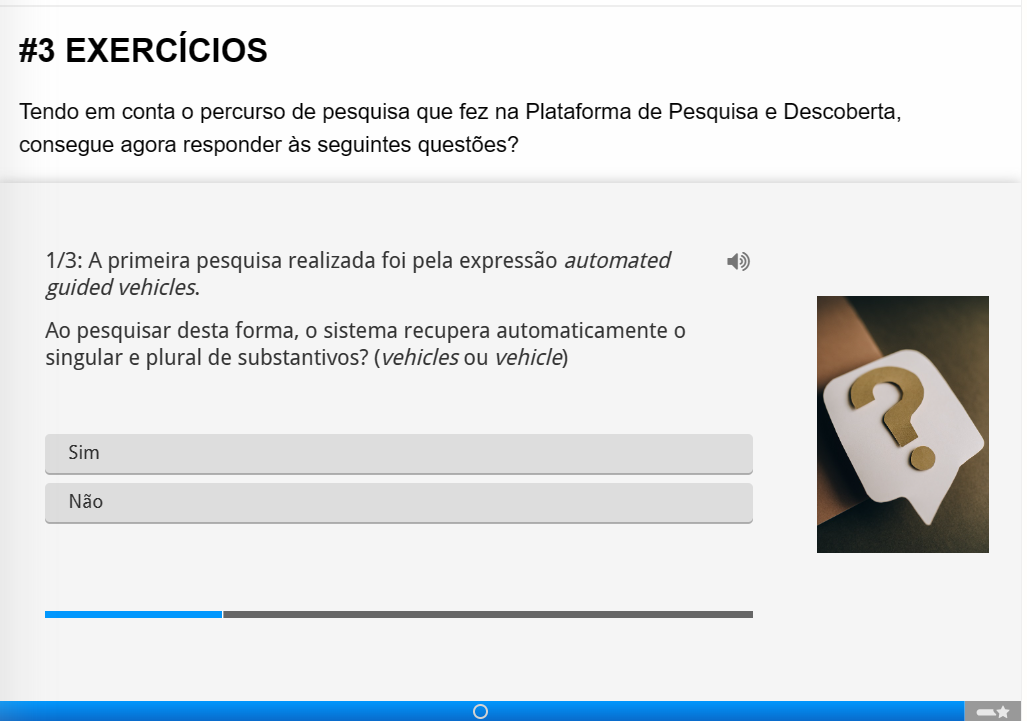 #3 EXERCÍCIOS
Tendo em conta o percurso de pesquisa que fez na Plataforma de Pesquisa e Descoberta,
consegue agora responder às seguintes questões?
1/3: A primeira pesquisa realizada foi pela expressão automated
guided vehicles.
Ao pesquisar desta forma, o sistema recupera automaticamente o
singular e plural de substantivos? (vehicles ou vehicle)
?
Sim
Não